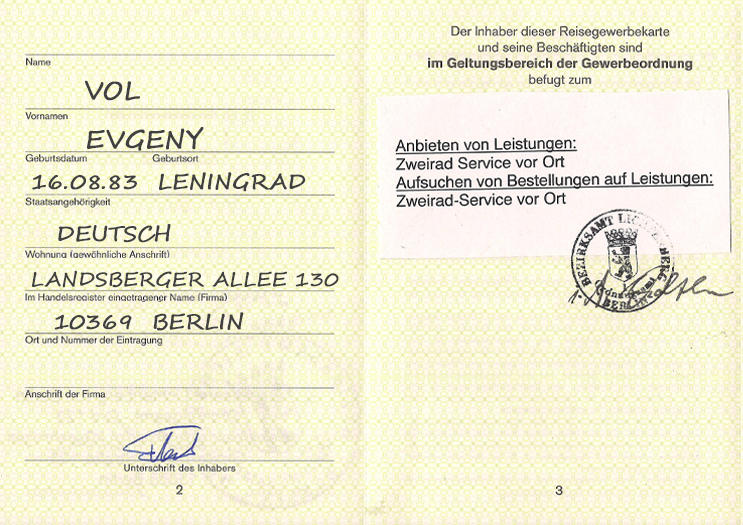 Name
VOL
Vornamen
EVGENY
Geburtsdatum Geburtsort
16.08.83 LENINGRAD
Staatsangehörigkeit
DEUTSCH
Wohnung (gewöhnliche Anschrift)
LANDSBERGER ALLEE 130
Im Handelsregister eingetragener Name (Firma)
10369 BERLIN
Ort und Nummer der Eintragung
Anschrift der Firma
Unterschrift des Inhabers
2
Der Inhaber dieser Reisegewerbekarte
und seine Beschäftigten sind
im Geltungsbereich der Gewerbeordnung
befugt zum
Anbieten von Leistungen:
Zweirad Service vor Ort
Aufsuchen von Bestellungen auf Leistungen:
Zweirad-Service vor Ort
BEZIRKSAMT LICHTENBERG
(Ordnungsamt)
BERLIN
3